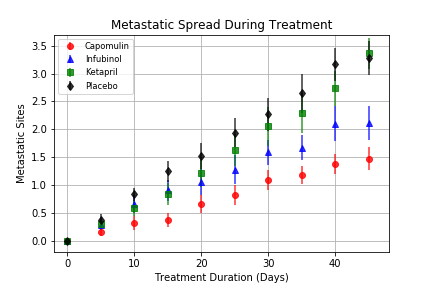 Metastatic Spread During Treatment
Capomulin
Infubinol
Ketapril
Placebo
Metastatic Sites
3.5
3.0
2.5
2.0
1.5
1.0
0.5
0.0
0 10 20 30 40
Treatment Duration (Days)